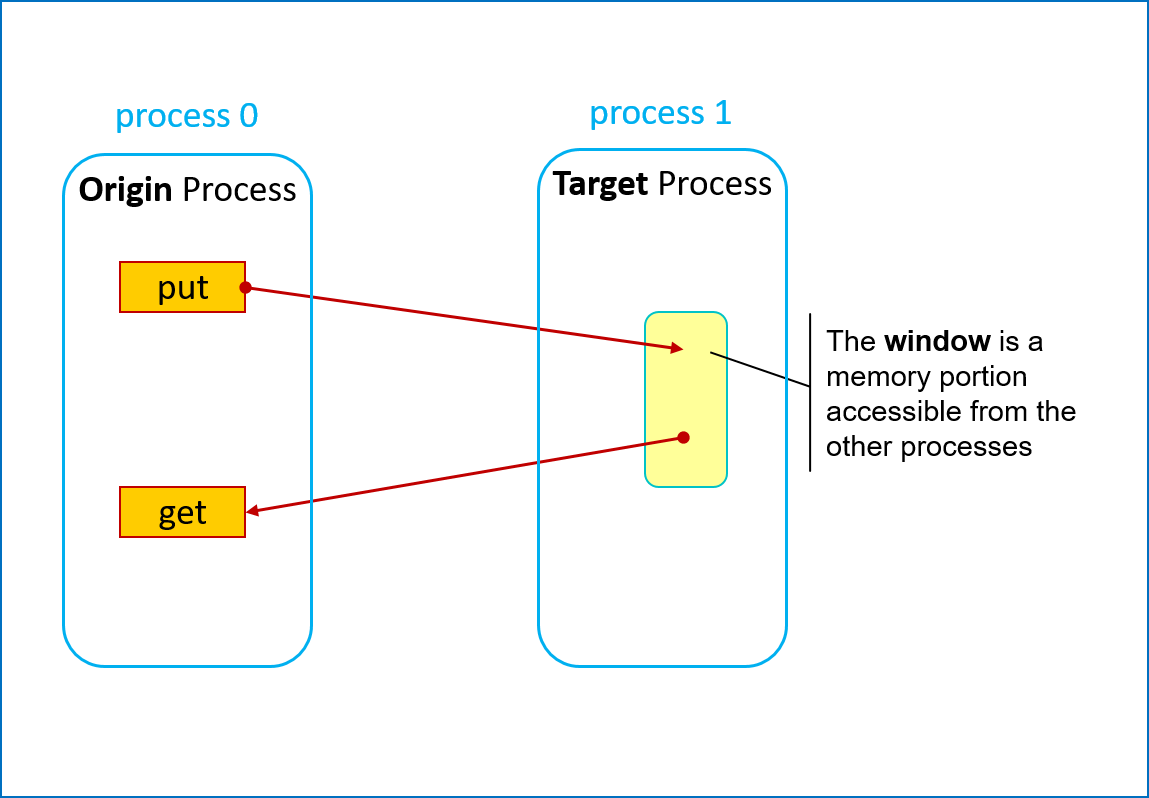 process 0
Origin Process
put
get
process 1
Target Process
The window is a
memory portion
accessible from the
other processes